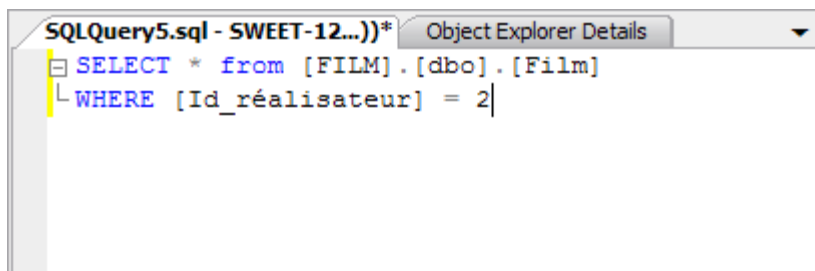 SQLQuery5.sql - SWEET-12...))* Object Explorer Details
SELECT * from [FILM].[dbo].[Film]
WHERE [Id_réalisateur] = 2